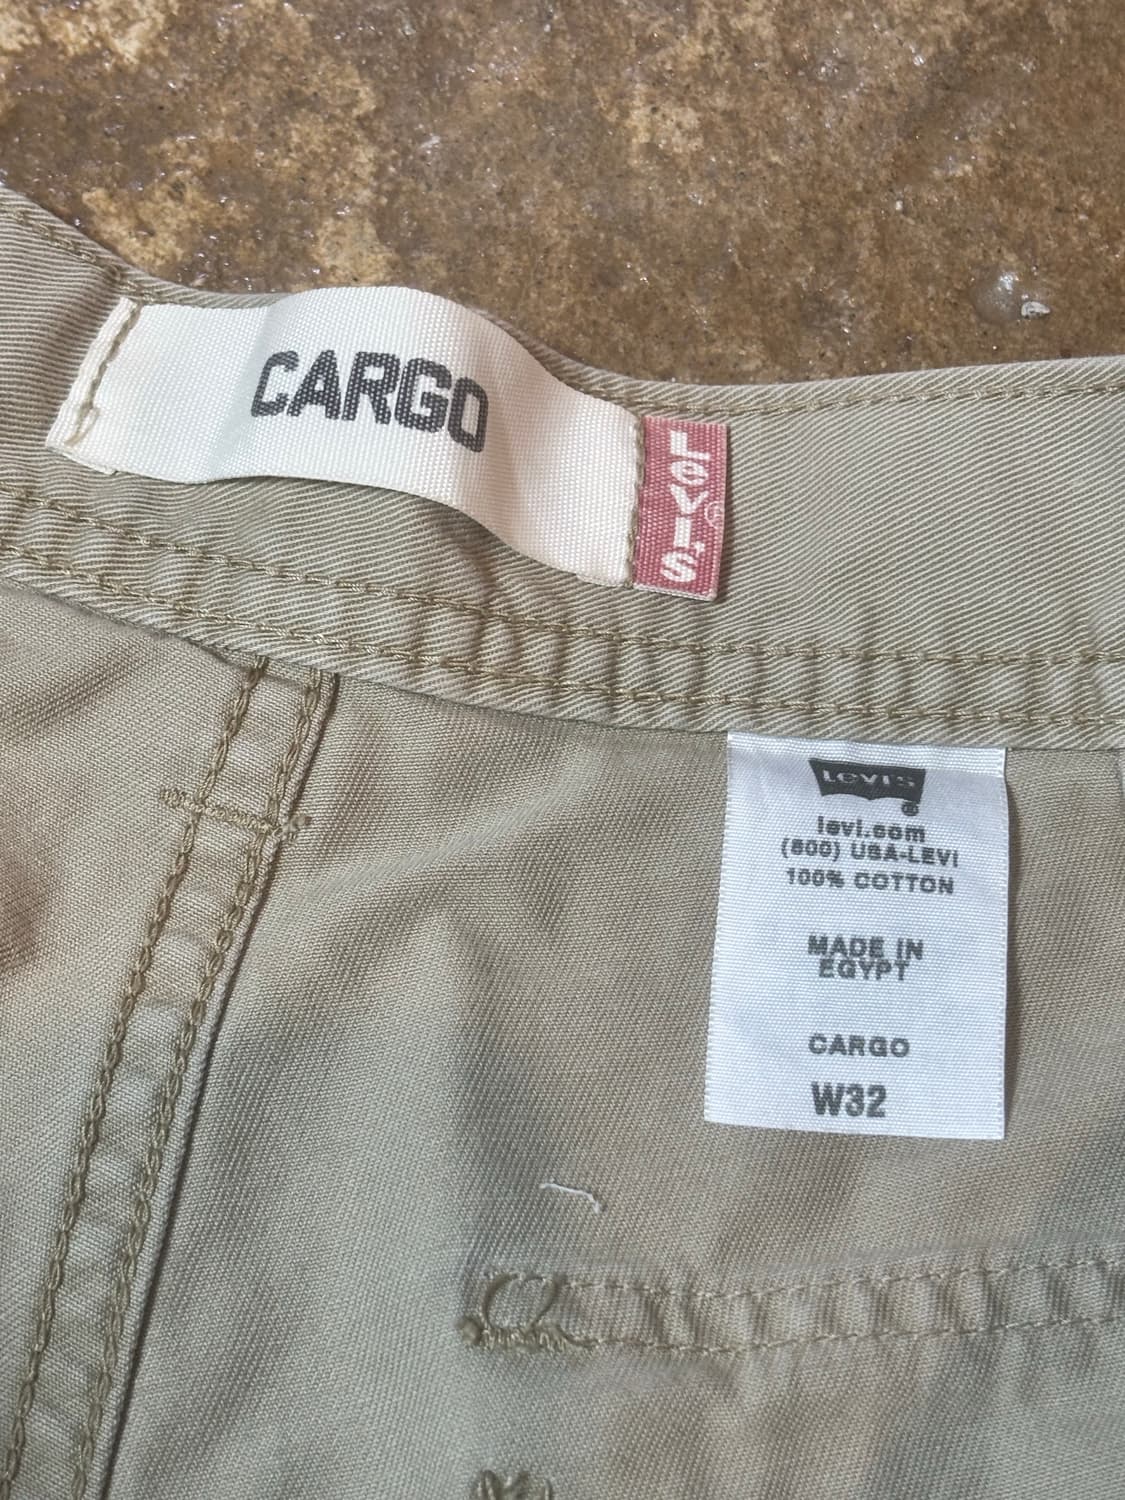 CARGO
Levi's
Levi's
®
levi.com
(800) USA-LEVI
100% COTTON
MADE IN
EGYPT
CARGO
W32